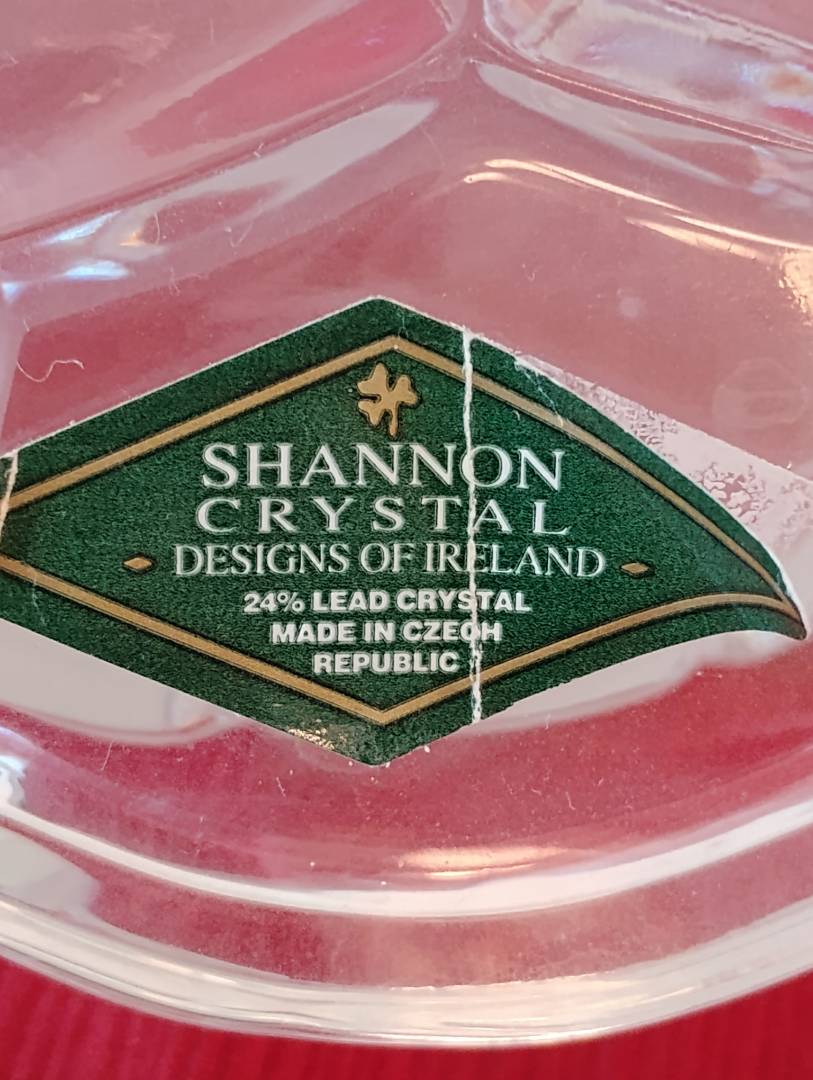 SHANNON
CRYSTAL
DESIGNS OF IRELAND
24% LEAD CRYSTAL
MADE IN CZECH
REPUBLIC